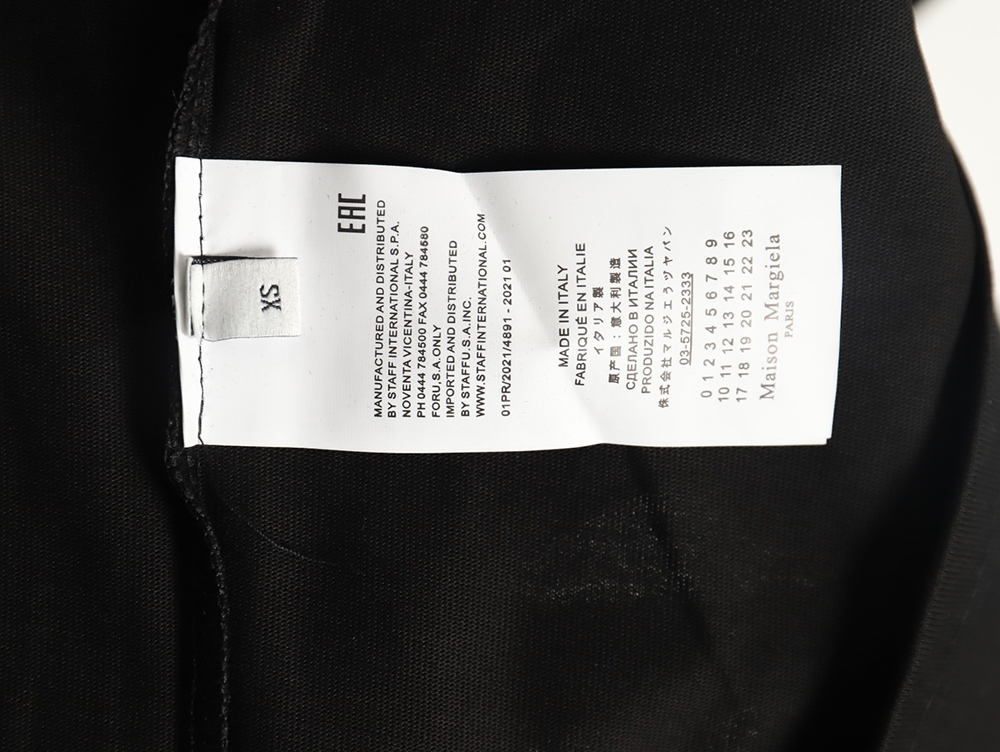 XS
EAC
MANUFACTURED AND DISTRIBUTED
BY STAFF INTERNATIONAL S.P.A.
NOVENTA VICENTINA-ITALY
PH 0444 784500 FAX 0444 784580
FORU,S.A.ONLY
IMPORTED AND DISTRIBUTED
BY STAFFU.S.A.INC.
WWW.STAFFINTERNATIONAL.COM
01PR/2021/4891 - 2021 01
MADE IN ITALY
FABRIQUÉ EN ITALIE
イタリア製
原产国：意大利製造
СДЕЛАНО В ИТАЛИИ
PRODUZIDO NA ITALIA
株式会社マルジェラヅヤパン
03-5725-2333
0 1 2 3 4 5 6 7 8 9
10 11 12 13 14 15 16
17 18 19 20 21 22 23
Maison Margiela
PARIS